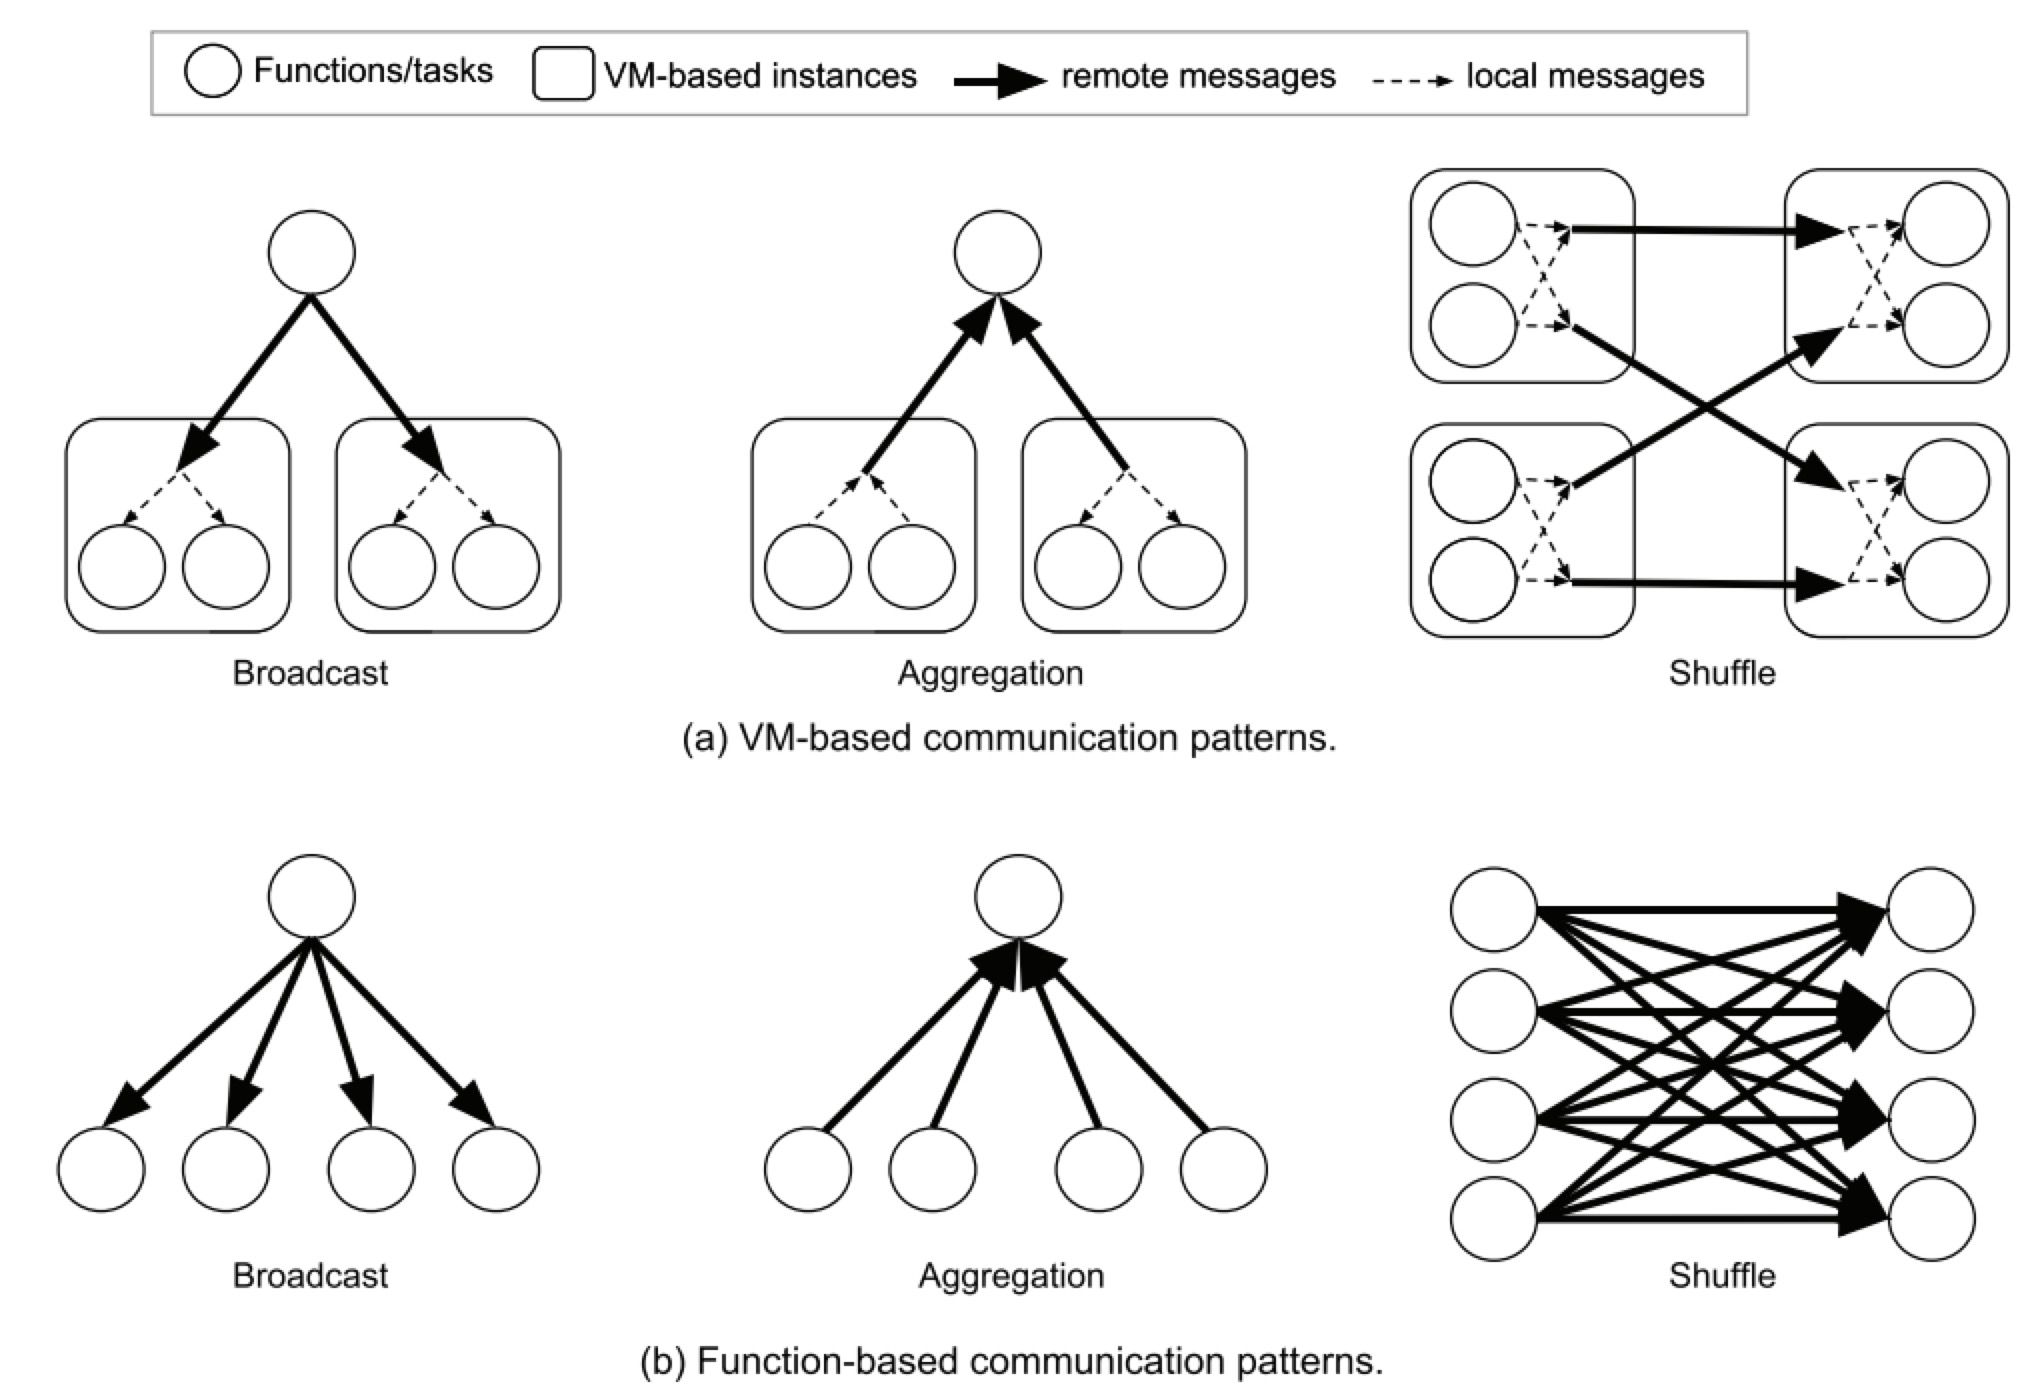 Functions/tasks VM-based instances remote messages local messages
Broadcast Aggregation Shuffle
(a) VM-based communication patterns.
Broadcast Aggregation Shuffle
(b) Function-based communication patterns.